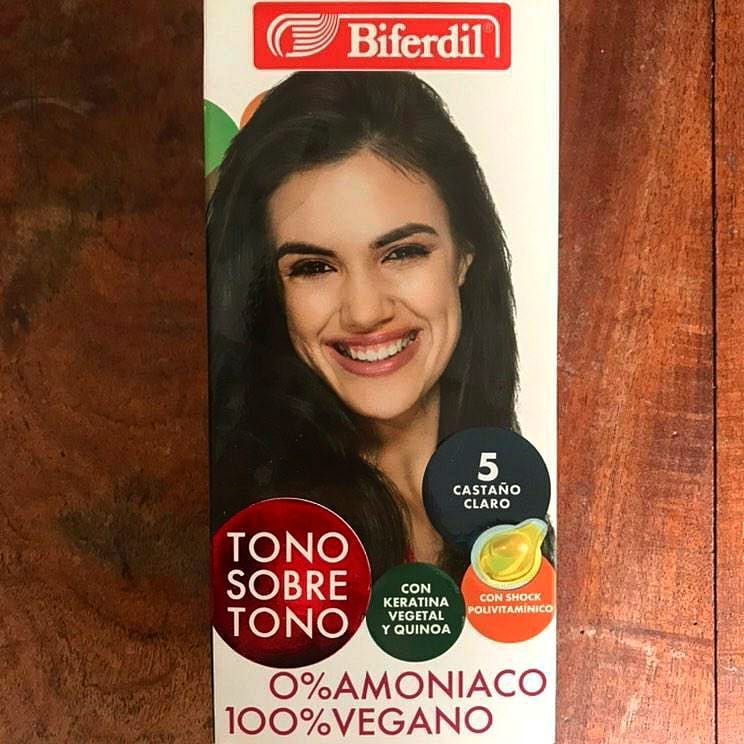 Biferdil®
5
CASTAÑO
CLARO
TONO
SOBRE
TONO
CON
KERATINA
VEGETAL
Y QUINOA
CON SHOCK
POLIVITAMÍNICO
0%AMONIACO
100%VEGANO